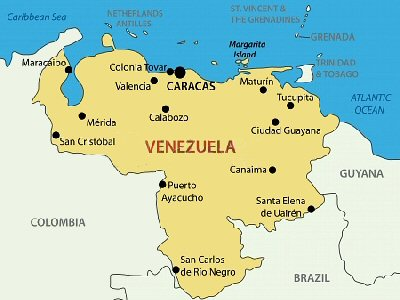 Caribbean Sea
NETHERLANDS
ANTILLES
ST. VINCENT &
THE GRENADINES
GRENADA
Margarita
Island
TRINIDAD
& TOBAGO
Maracaibo
Colonia Tovar
Valencia
CARACAS
Maturín
Tucupita
ATLANTIC
OCEAN
Calabozo
Mérida
Ciudad Guayana
San Cristóbal
VENEZUELA
Canaima
GUYANA
Puerto
Ayacucho
Santa Elena
de Uairén
COLOMBIA
San Carlos
de Río Negro
BRAZIL